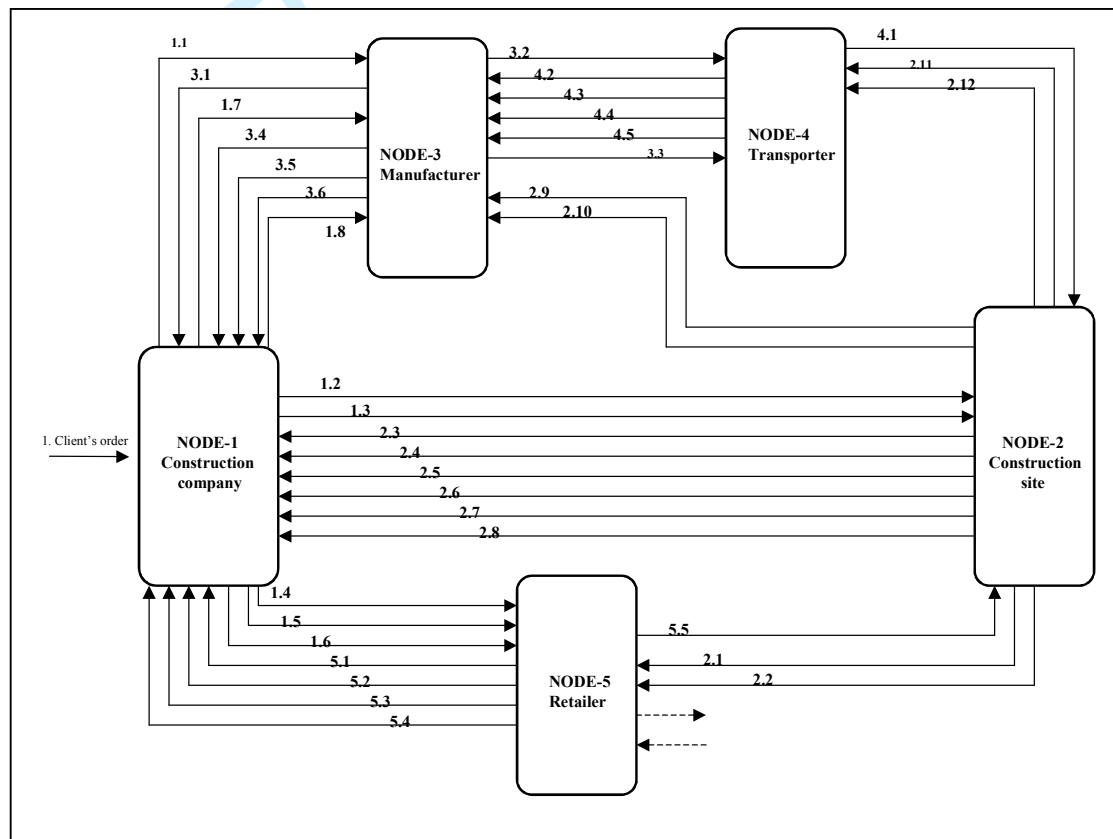 1.1
3.1
1.7
3.4
3.5
3.6
1.8
NODE-3
Manufacturer
3.2
4.2
4.3
4.4
4.5
3.3
2.9
2.10
NODE-4
Transporter
4.1
2.11
2.12
1. Client's order
NODE-1
Construction
company
1.2
1.3
2.3
2.4
2.5
2.6
2.7
2.8
NODE-2
Construction
site
1.4
1.5
1.6
5.1
5.2
5.3
5.4
NODE-5
Retailer
5.5
2.1
2.2